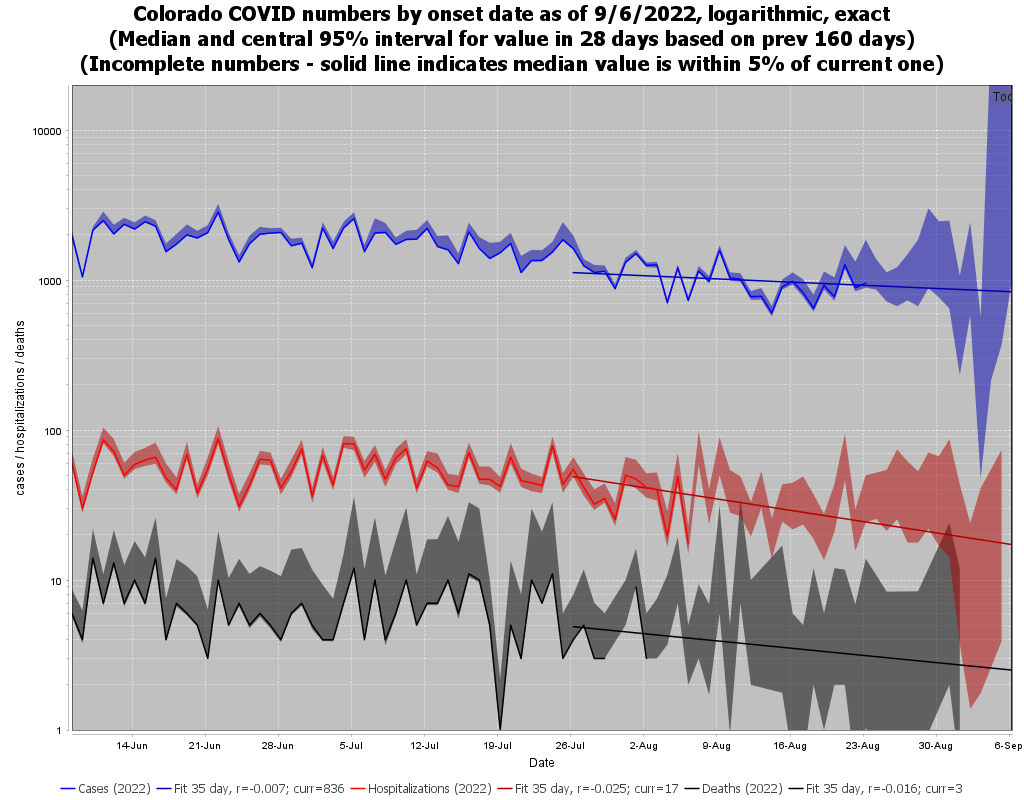 Colorado COVID numbers by onset date as of 9/6/2022, logarithmic, exact
(Median and central 95% interval for value in 28 days based on prev 160 days)
(Incomplete numbers - solid line indicates median value is within 5% of current one)
10000
1000
100
10
1
cases / hospitalizations / deaths
14-Jun 21-Jun 28-Jun 5-Jul 12-Jul 19-Jul 26-Jul 2-Aug 9-Aug 16-Aug 23-Aug 30-Aug 6-Sep
Date
Cases (2022) Fit 35 day, r=-0.007; curr=836 Hospitalizations (2022) Fit 35 day, r=-0.025; curr=17 Deaths (2022) Fit 35 day, r=-0.016; curr=3